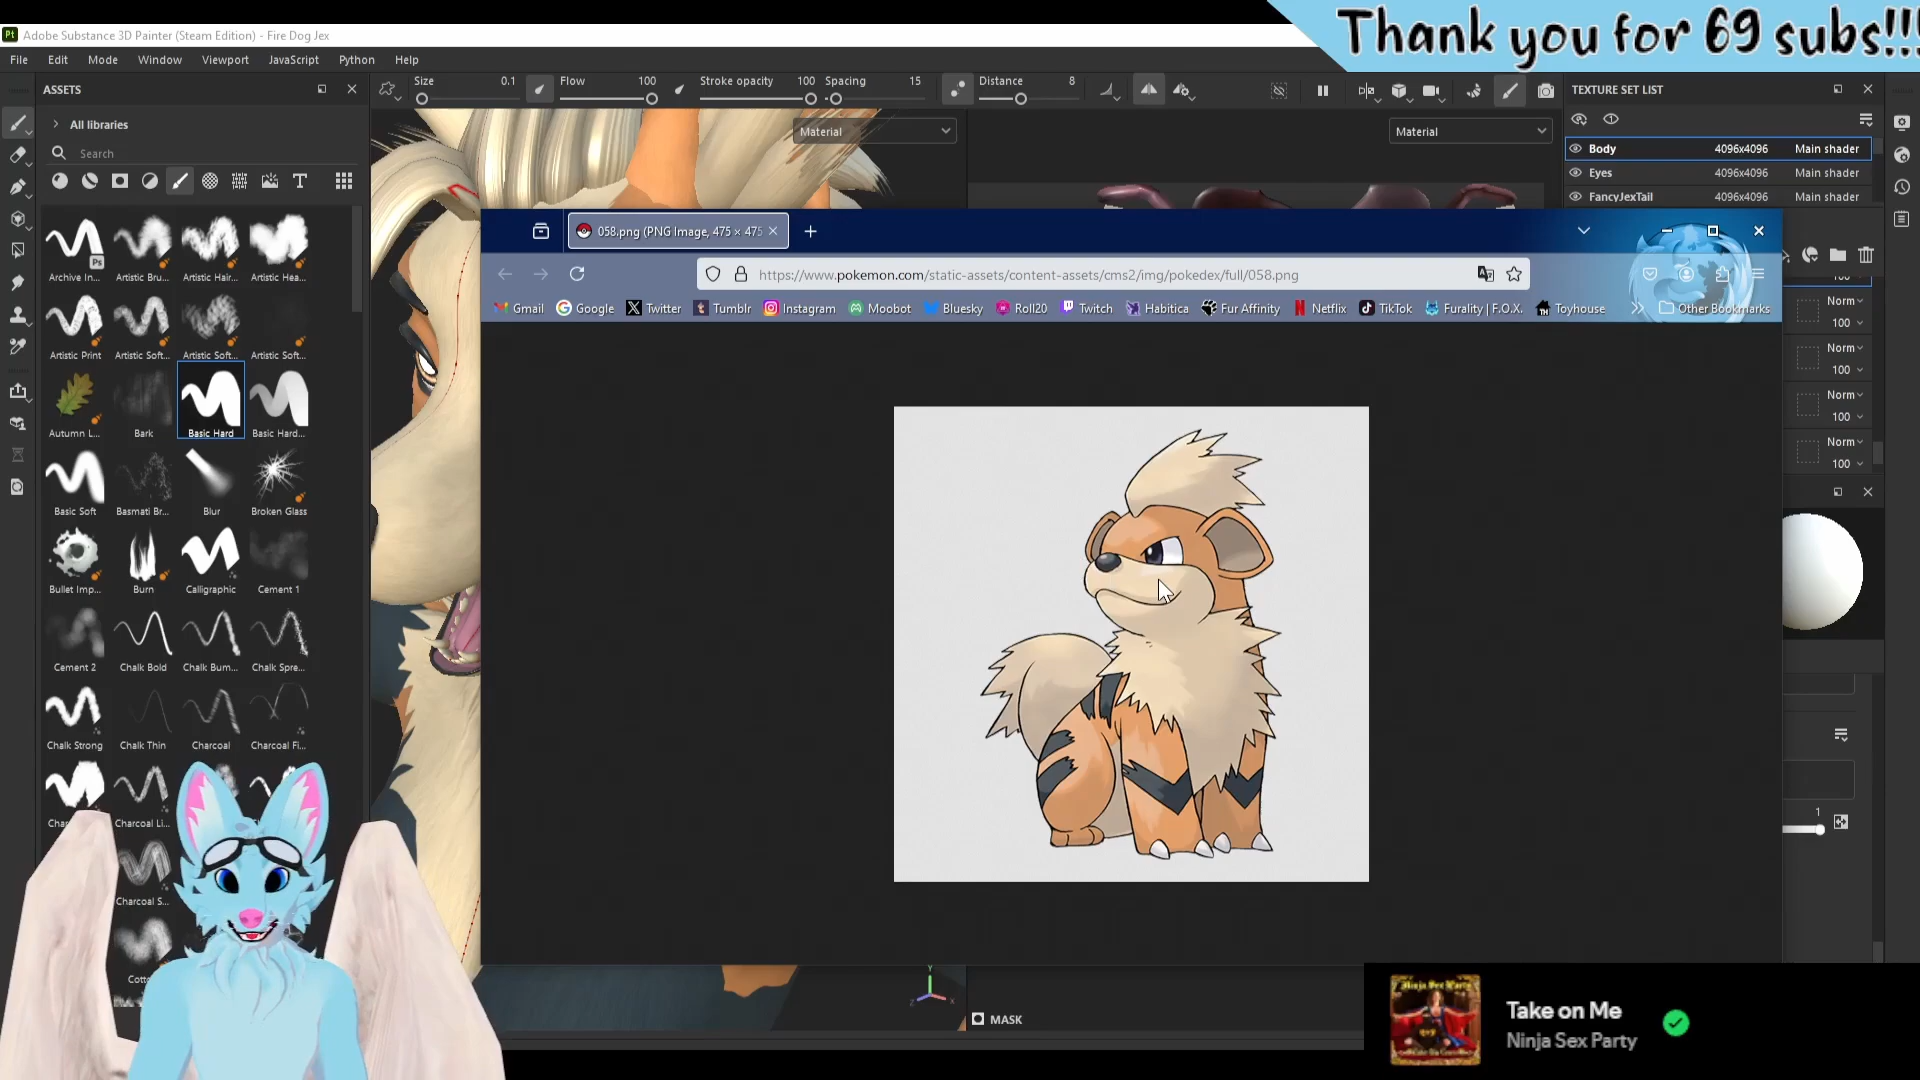 Thank you for 69 subs!!!
Adobe Substance 3D Painter (Steam Edition) - Fire Dog Jex
File Edit Mode Window Viewport JavaScript Python Help
ASSETS
Size 0.1 Flow 100 Stroke opacity 100 Spacing 15 Distance 8
TEXTURE SET LIST
All libraries
Search
Material
Material
Body 4096x4096 Main shader
Eyes 4096x4096 Main shader
FancyJexTail 4096x4096 Main shader
058.png (PNG Image, 475 × 475
https://www.pokemon.com/static-assets/content-assets/cms2/img/pokedex/full/058.png
Gmail Google Twitter Tumblr Instagram Moobot Bluesky Roll20 Twitch Habitica Fur Affinity Netflix TikTok Furality | F.O.X. Toyhouse Other Bookmarks
Norm
100
Norm
100
Norm
100
Norm
100
Archive In... Artistic Bru... Artistic Hair... Artistic Hea...
Ps
Artistic Print Artistic Soft... Artistic Soft... Artistic Soft...
Autumn L... Bark Basic Hard Basic Hard...
Basic Soft Basmati Br... Blur Broken Glass
Bullet Imp... Burn Calligraphic Cement 1
Cement 2 Chalk Bold Chalk Bum... Chalk Spre...
Chalk Strong Chalk Thin Charcoal Charcoal Fi...
Charcoal Li...
Charcoal S...
1
Y
MASK
Take on Me
Ninja Sex Party